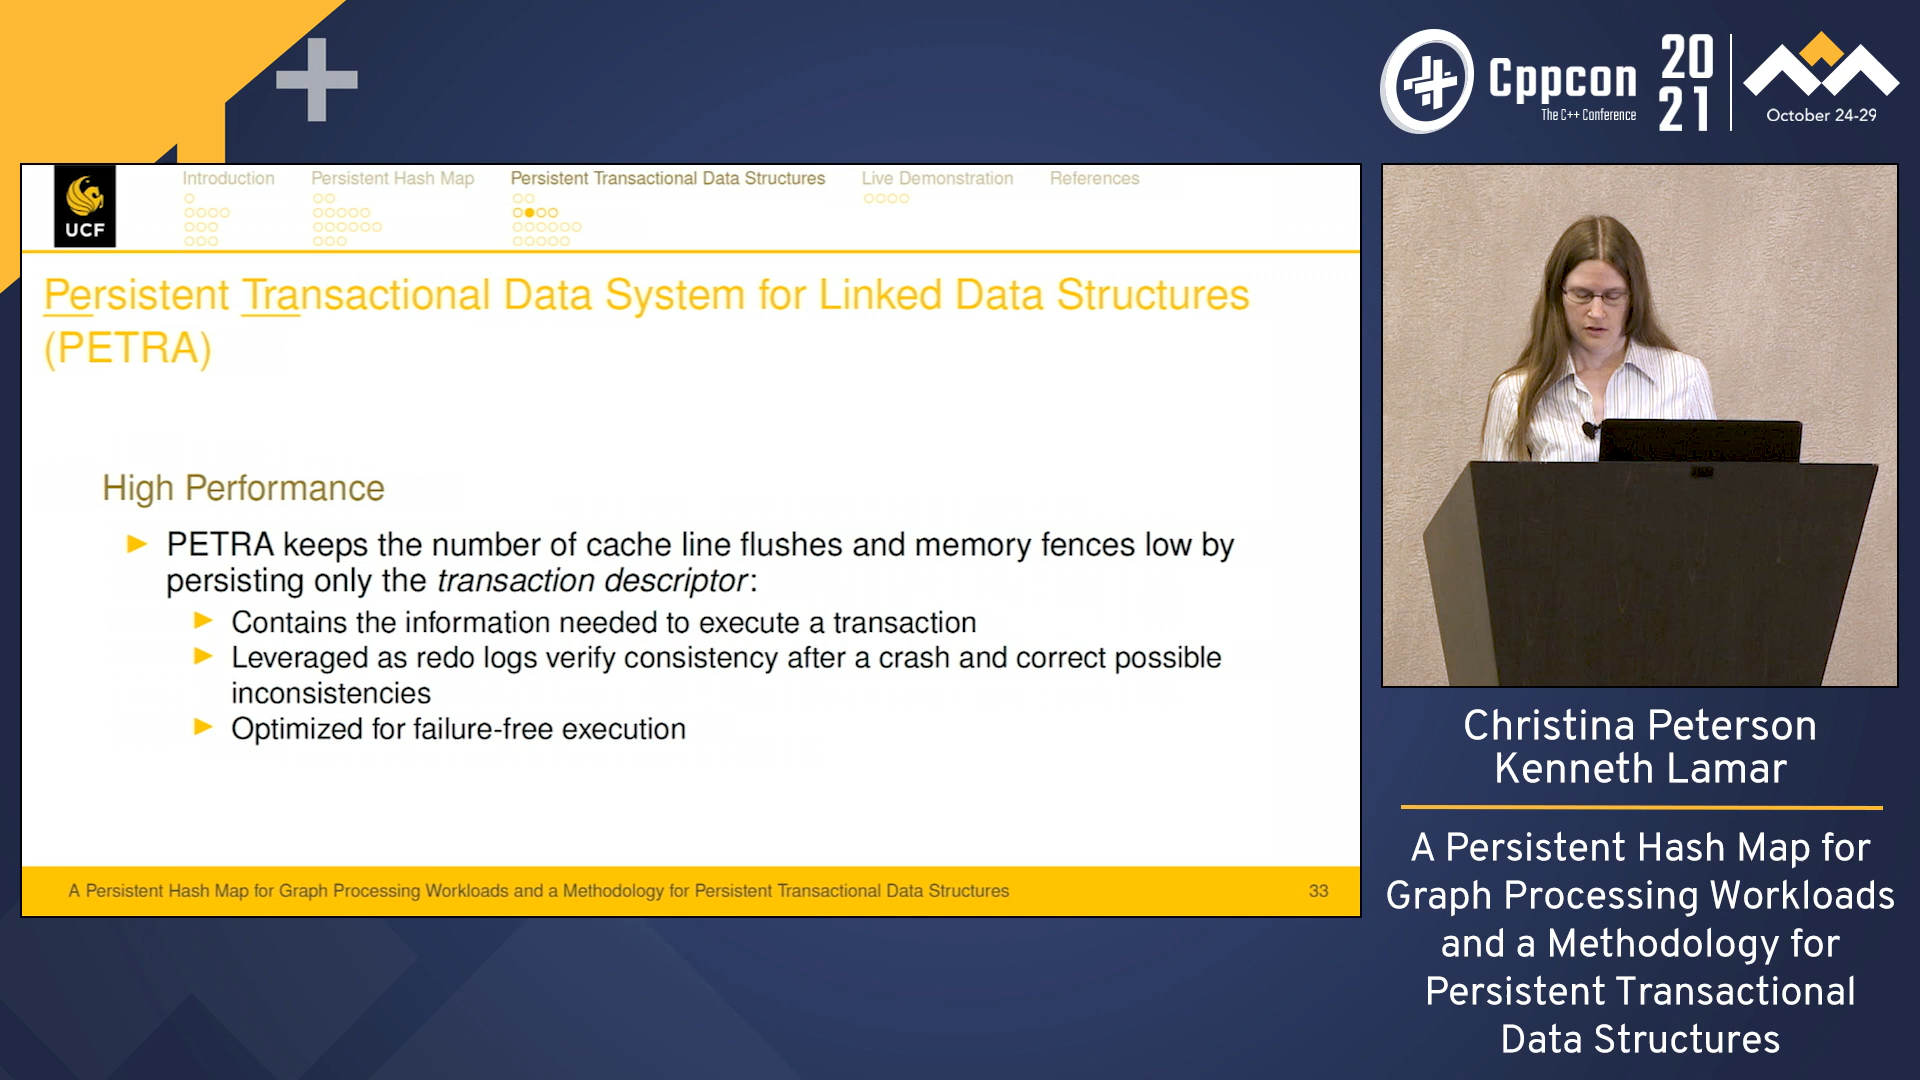 Cppcon
The C++ Conference
20
21
October 24-29
UCF
Introduction
Persistent Hash Map
Persistent Transactional Data Structures
Live Demonstration
References
Persistent Transactional Data System for Linked Data Structures
(PETRA)
High Performance
PETRA keeps the number of cache line flushes and memory fences low by
persisting only the transaction descriptor:
Contains the information needed to execute a transaction
Leveraged as redo logs verify consistency after a crash and correct possible
inconsistencies
Optimized for failure-free execution
A Persistent Hash Map for Graph Processing Workloads and a Methodology for Persistent Transactional Data Structures
33
Christina Peterson
Kenneth Lamar
A Persistent Hash Map for
Graph Processing Workloads
and a Methodology for
Persistent Transactional
Data Structures